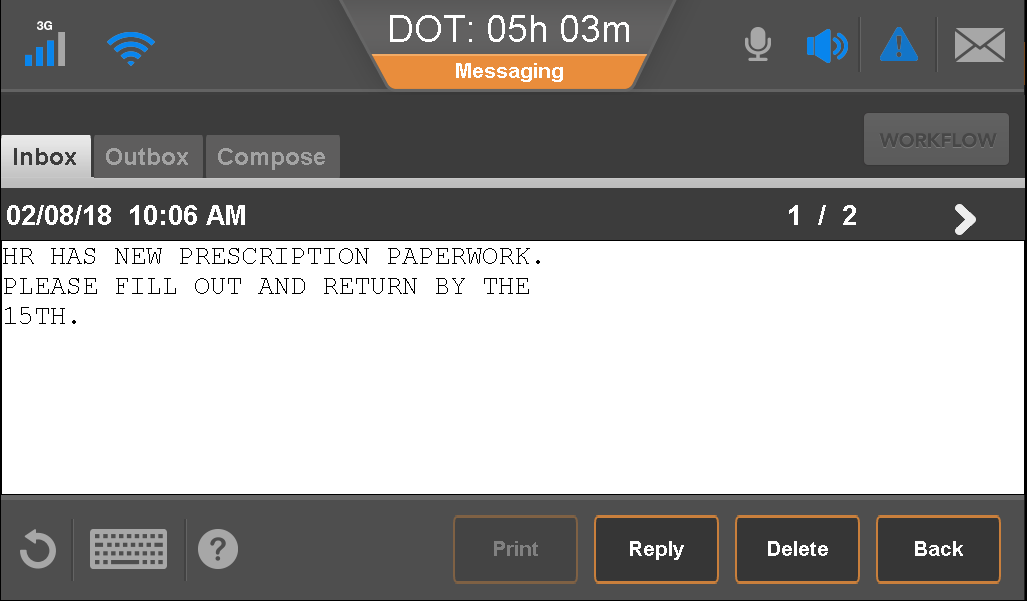 3G
DOT: 05h 03m
Messaging
Inbox Outbox Compose WORKFLOW
02/08/18 10:06 AM 1 / 2
HR HAS NEW PRESCRIPTION PAPERWORK.
PLEASE FILL OUT AND RETURN BY THE
15TH.
? Print Reply Delete Back